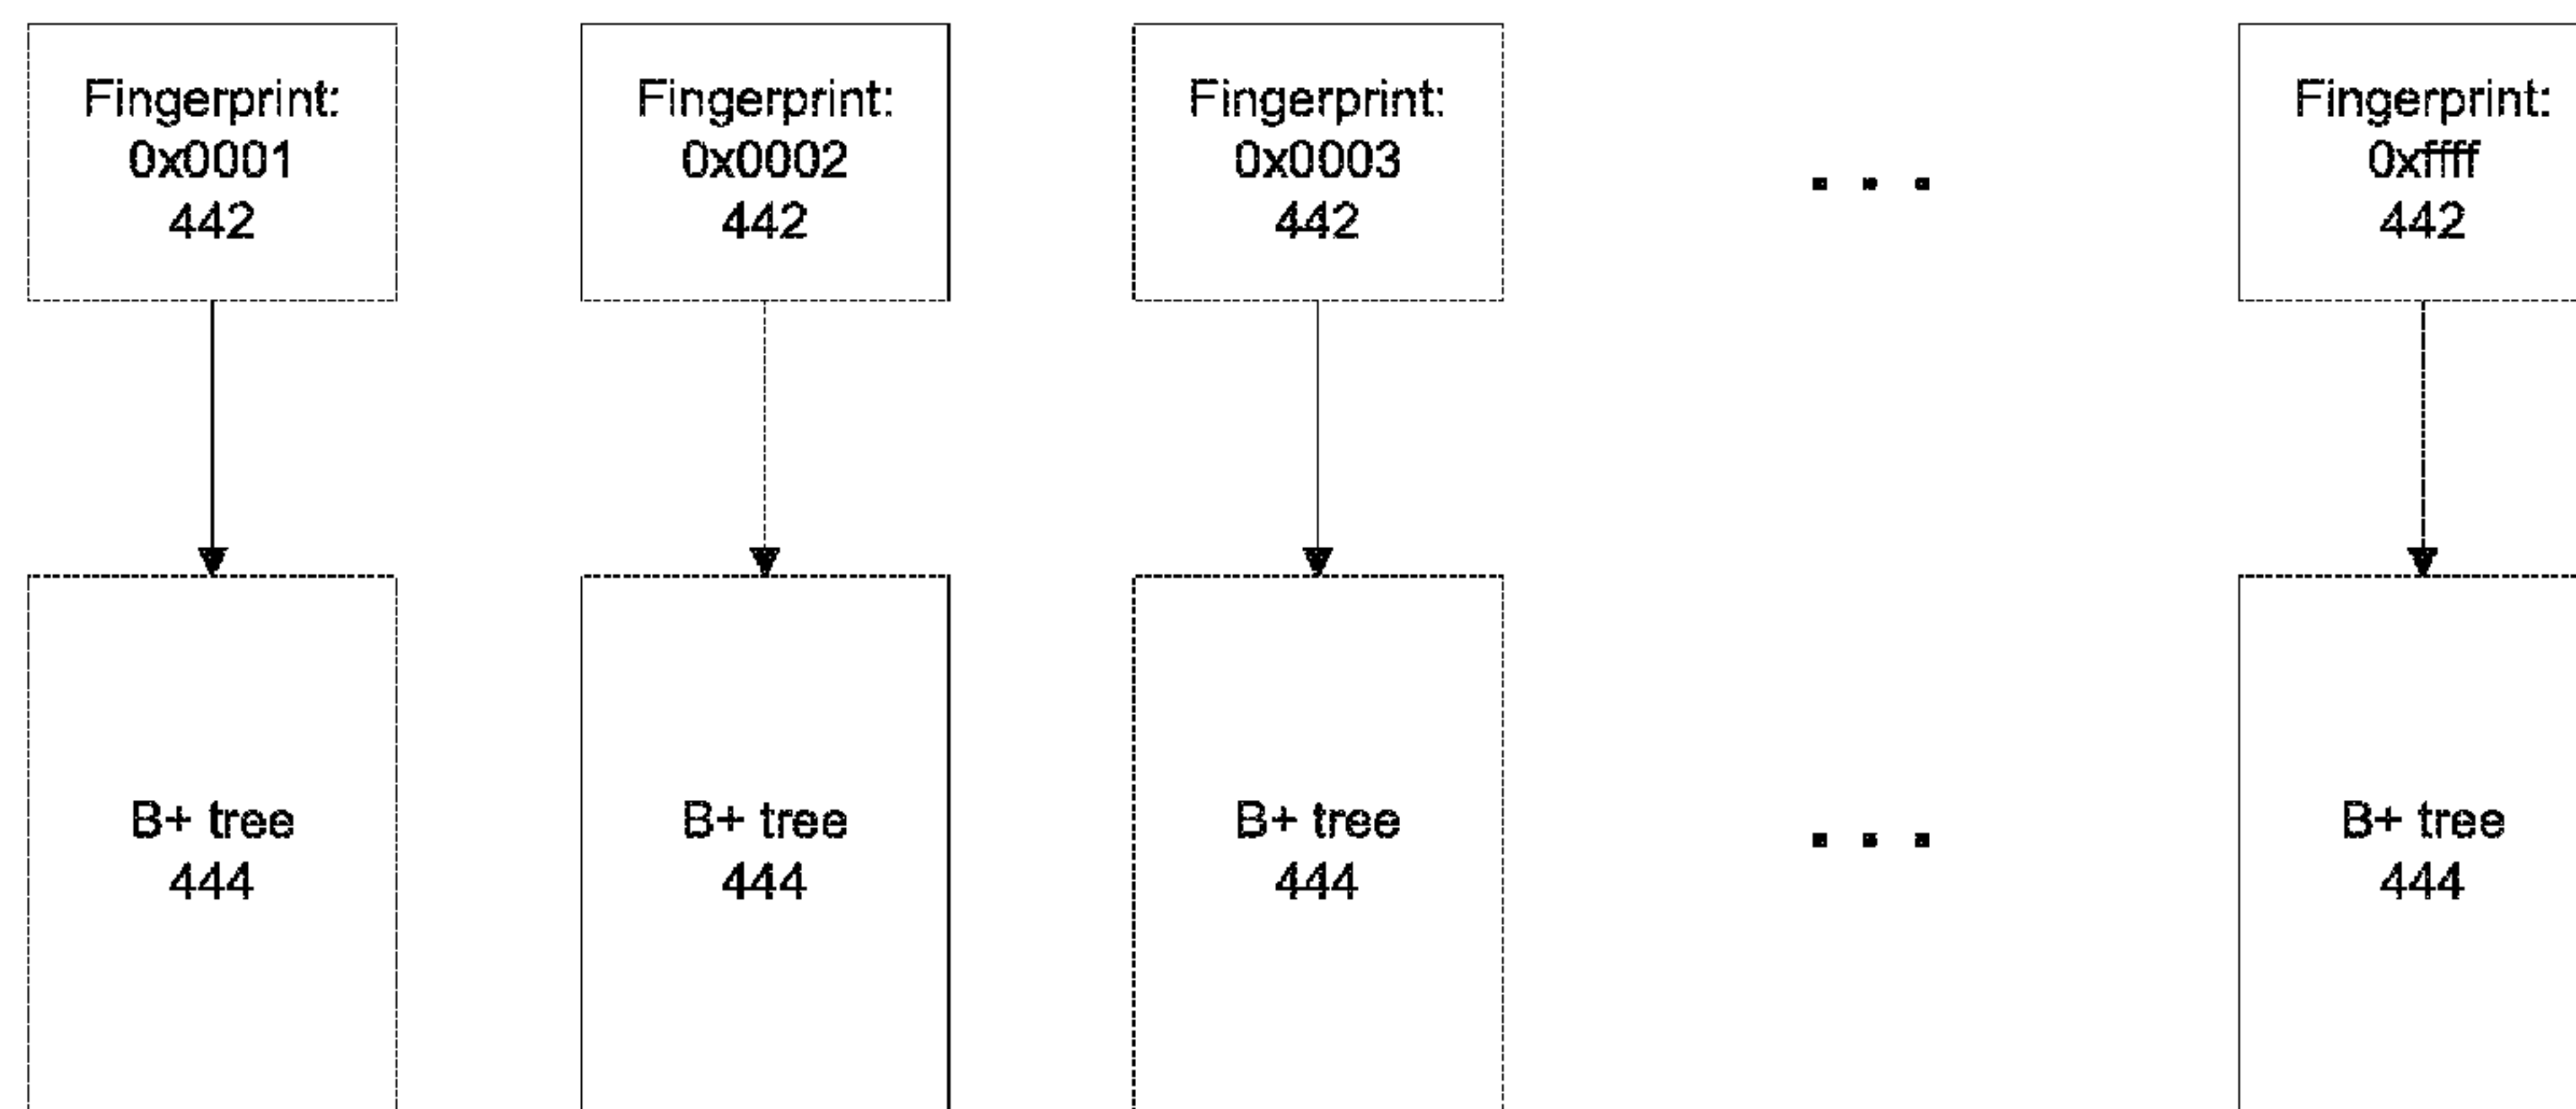 Fingerprint:
0x0001
442
Fingerprint:
0x0002
442
Fingerprint:
0x0003
442
. . .
Fingerprint:
0xffff
442
B+ tree
444
B+ tree
444
B+ tree
444
. . .
B+ tree
444